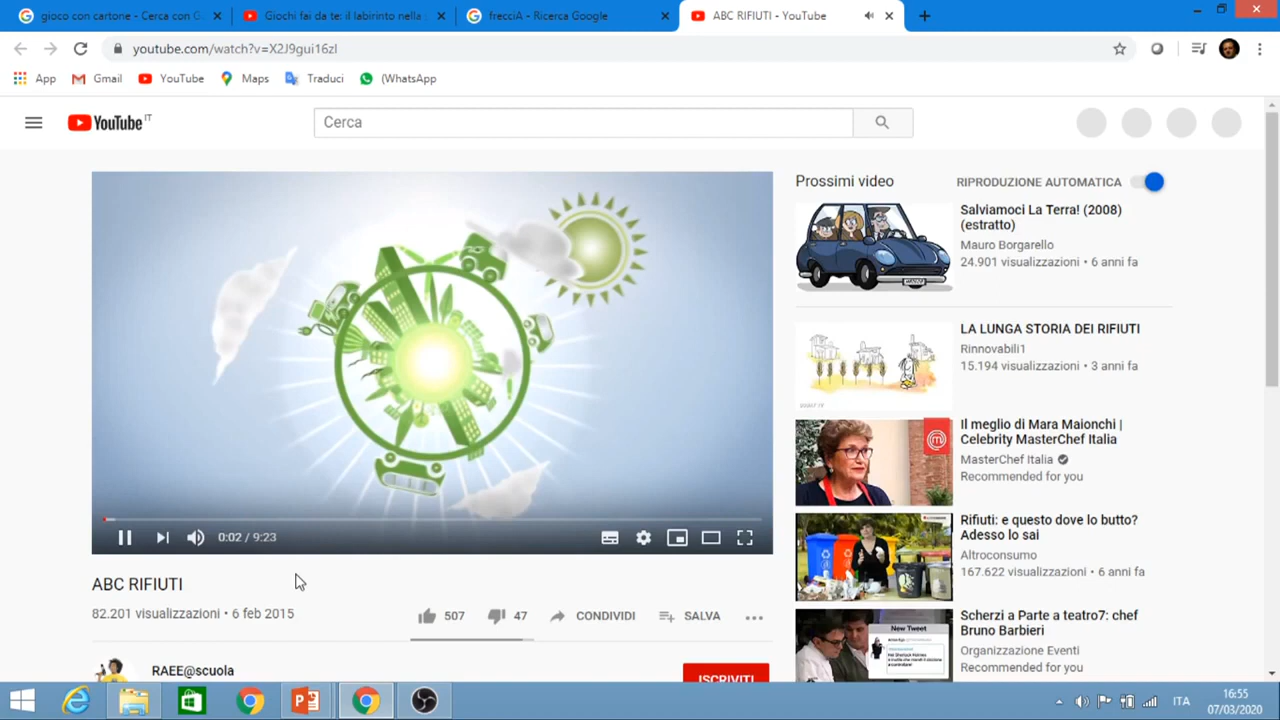 gioco con cartone - Cerca con G
Giochi fai da te: il labirinto nella s
frecciA - Ricerca Google
ABC RIFIUTI - YouTube
youtube.com/watch?v=X2J9gui16zI
App
Gmail
YouTube
Maps
Traduci
(WhatsApp
YouTube IT
Cerca
Prossimi video
RIPRODUZIONE AUTOMATICA
Salviamoci La Terra! (2008)
(estratto)
Mauro Borgarello
24.901 visualizzazioni • 6 anni fa
LA LUNGA STORIA DEI RIFIUTI
Rinnovabili1
15.194 visualizzazioni • 3 anni fa
Il meglio di Mara Maionchi |
Celebrity MasterChef Italia
MasterChef Italia
Recommended for you
Rifiuti: e questo dove lo butto?
Adesso lo sai
Altroconsumo
167.622 visualizzazioni • 6 anni fa
New Tweet
Scherzi a Parte a teatro7: chef
Bruno Barbieri
Organizzazione Eventi
Recommended for you
0:02 / 9:23
ABC RIFIUTI
82.201 visualizzazioni • 6 feb 2015
507
47
CONDIVIDI
SALVA
RAEE@scuola
ISCRIVITI
ITA
16:55
07/03/2020